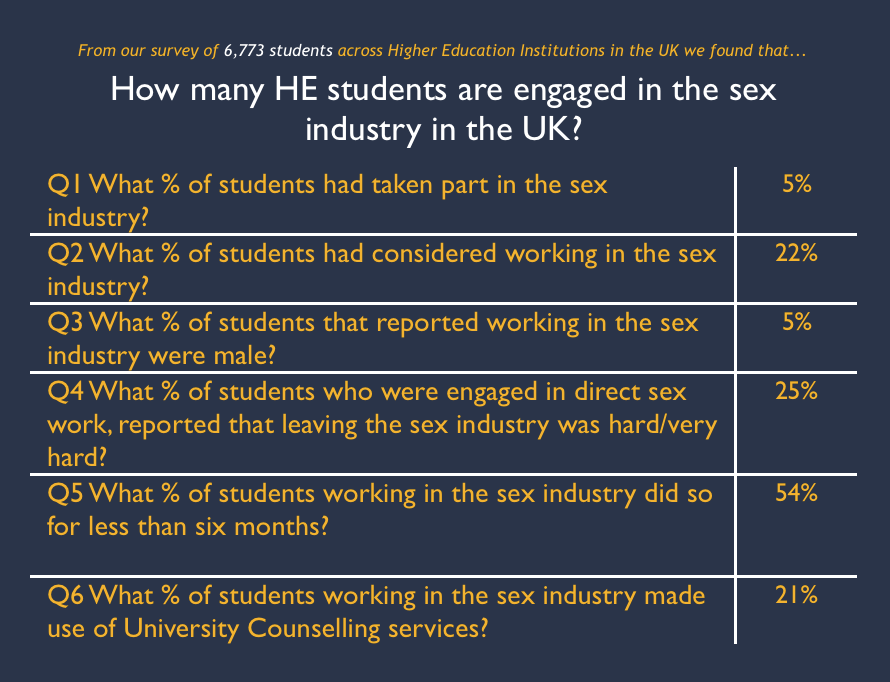 From our survey of 6,773 students across Higher Education Institutions in the UK we found that…
How many HE students are engaged in the sex
industry in the UK?
Q1 What % of students had taken part in the sex
industry?
5%
Q2 What % of students had considered working in the sex
industry?
22%
Q3 What % of students that reported working in the sex
industry were male?
5%
Q4 What % of students who were engaged in direct sex
work, reported that leaving the sex industry was hard/very
hard?
25%
Q5 What % of students working in the sex industry did so
for less than six months?
54%
Q6 What % of students working in the sex industry made
use of University Counselling services?
21%